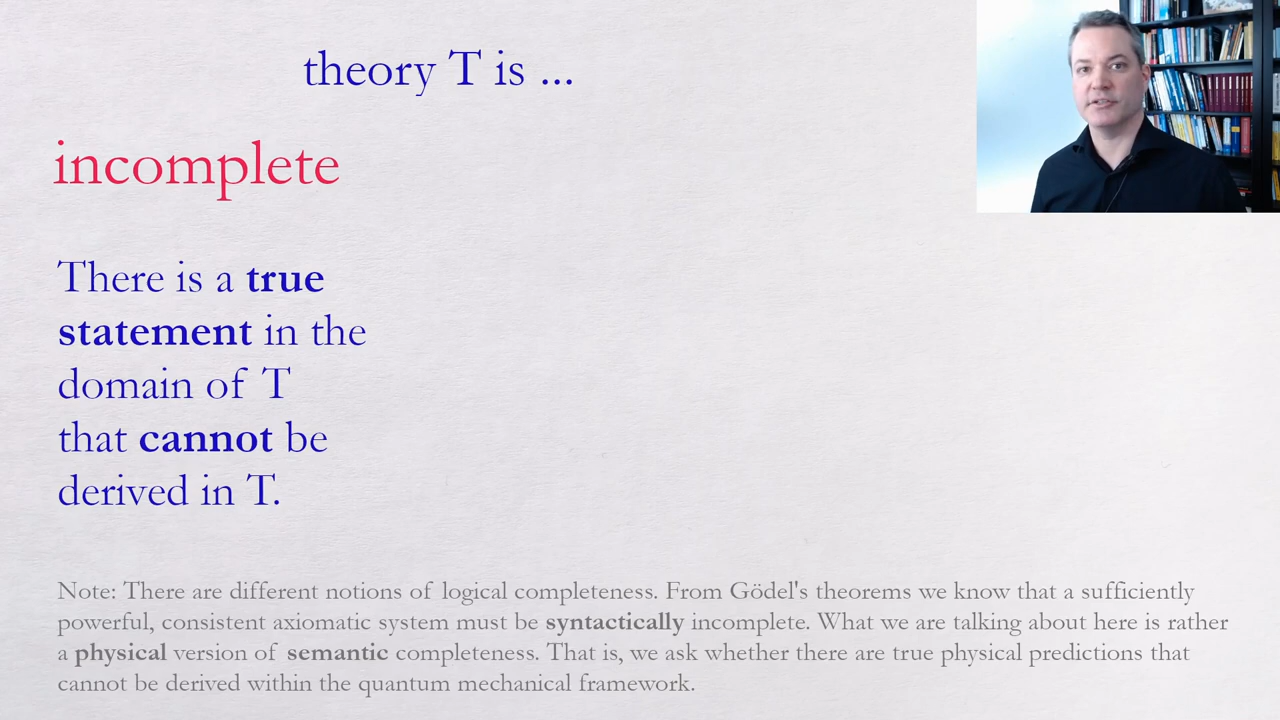 theory T is ...
incomplete
There is a true
statement in the
domain of T
that cannot be
derived in T.
Note: There are different notions of logical completeness. From Gödel's theorems we know that a sufficiently
powerful, consistent axiomatic system must be syntactically incomplete. What we are talking about here is rather
a physical version of semantic completeness. That is, we ask whether there are true physical predictions that
cannot be derived within the quantum mechanical framework.